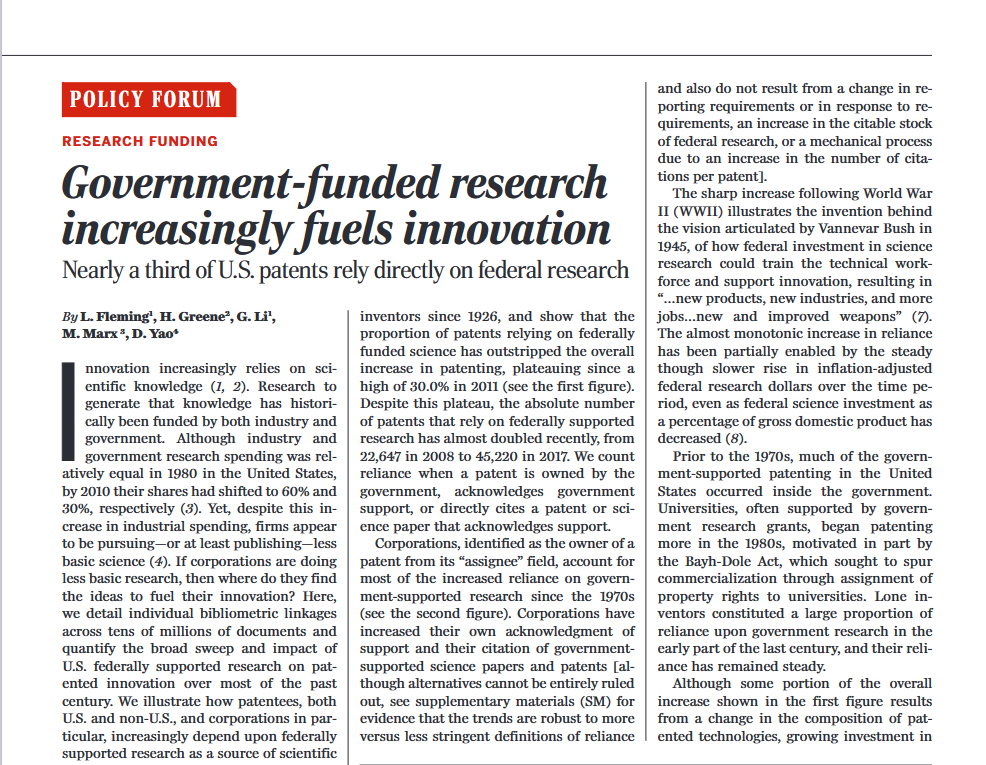 POLICY FORUM
RESEARCH FUNDING
Government-funded research
increasingly fuels innovation
Nearly a third of U.S. patents rely directly on federal research
By L. Fleming¹, H. Greene², G. Li¹,
M. Marx³, D. Yao⁴
Innovation increasingly relies on sci-
entific knowledge (1, 2). Research to
generate that knowledge has histori-
cally been funded by both industry and
government. Although industry and
government research spending was rel-
atively equal in 1980 in the United States,
by 2010 their shares had shifted to 60% and
30%, respectively (3). Yet, despite this in-
crease in industrial spending, firms appear
to be pursuing—or at least publishing—less
basic science (4). If corporations are doing
less basic research, then where do they find
the ideas to fuel their innovation? Here,
we detail individual bibliometric linkages
across tens of millions of documents and
quantify the broad sweep and impact of
U.S. federally supported research on pat-
ented innovation over most of the past
century. We illustrate how patentees, both
U.S. and non-U.S., and corporations in par-
ticular, increasingly depend upon federally
supported research as a source of scientific
inventors since 1926, and show that the
proportion of patents relying on federally
funded science has outstripped the overall
increase in patenting, plateauing since a
high of 30.0% in 2011 (see the first figure).
Despite this plateau, the absolute number
of patents that rely on federally supported
research has almost doubled recently, from
22,647 in 2008 to 45,220 in 2017. We count
reliance when a patent is owned by the
government, acknowledges government
support, or directly cites a patent or sci-
ence paper that acknowledges support.
Corporations, identified as the owner of a
patent from its “assignee” field, account for
most of the increased reliance on govern-
ment-supported research since the 1970s
(see the second figure). Corporations have
increased their own acknowledgment of
support and their citation of government-
supported science papers and patents [al-
though alternatives cannot be entirely ruled
out, see supplementary materials (SM) for
evidence that the trends are robust to more
versus less stringent definitions of reliance
and also do not result from a change in re-
porting requirements or in response to re-
quirements, an increase in the citable stock
of federal research, or a mechanical process
due to an increase in the number of cita-
tions per patent].
The sharp increase following World War
II (WWII) illustrates the invention behind
the vision articulated by Vannevar Bush in
1945, of how federal investment in science
research could train the technical work-
force and support innovation, resulting in
“...new products, new industries, and more
jobs...new and improved weapons” (7).
The almost monotonic increase in reliance
has been partially enabled by the steady
though slower rise in inflation-adjusted
federal research dollars over the time pe-
riod, even as federal science investment as
a percentage of gross domestic product has
decreased (8).
Prior to the 1970s, much of the govern-
ment-supported patenting in the United
States occurred inside the government.
Universities, often supported by govern-
ment research grants, began patenting
more in the 1980s, motivated in part by
the Bayh-Dole Act, which sought to spur
commercialization through assignment of
property rights to universities. Lone in-
ventors constituted a large proportion of
reliance upon government research in the
early part of the last century, and their reli-
ance has remained steady.
Although some portion of the overall
increase shown in the first figure results
from a change in the composition of pat-
ented technologies, growing investment in